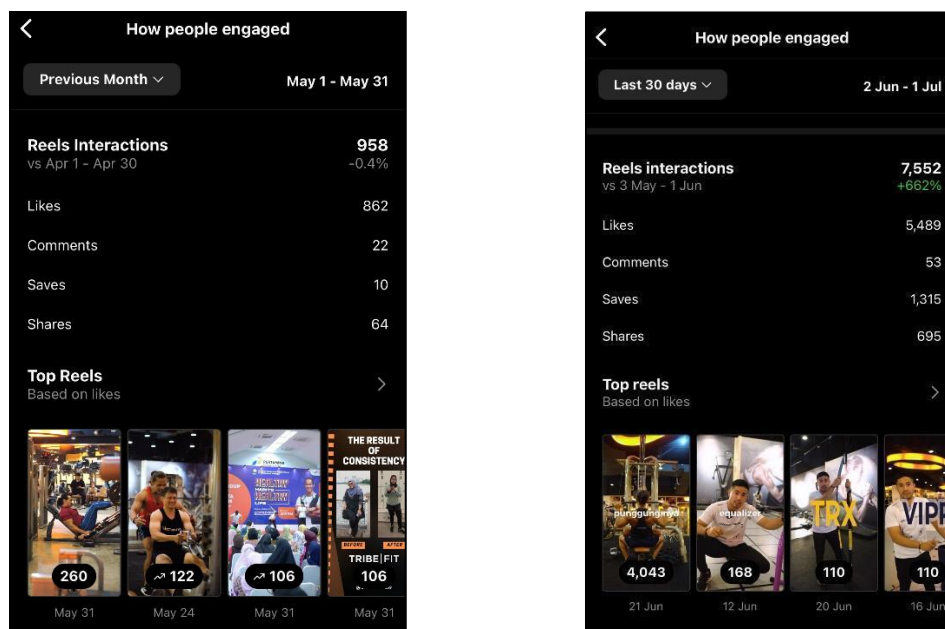 How people engaged
Previous Month
May 1 - May 31
Reels Interactions
958
vs Apr 1 - Apr 30
-0.4%
Likes
862
Comments
22
Saves
10
Shares
64
Top Reels
Based on likes
HEALTHY
HEALTHY
THE RESULT
OF
CONSISTENCY
BEFORE
AFTER
TRIBE|FIT
260
122
106
106
May 31
May 24
May 31
May 31
How people engaged
Last 30 days
2 Jun - 1 Jul
Reels interactions
7,552
vs 3 May - 1 Jun
+662%
Likes
5,489
Comments
53
Saves
1,315
Shares
695
Top reels
Based on likes
equalizer
TRX
VIPR
4,043
168
110
110
21 Jun
12 Jun
20 Jun
16 Jun